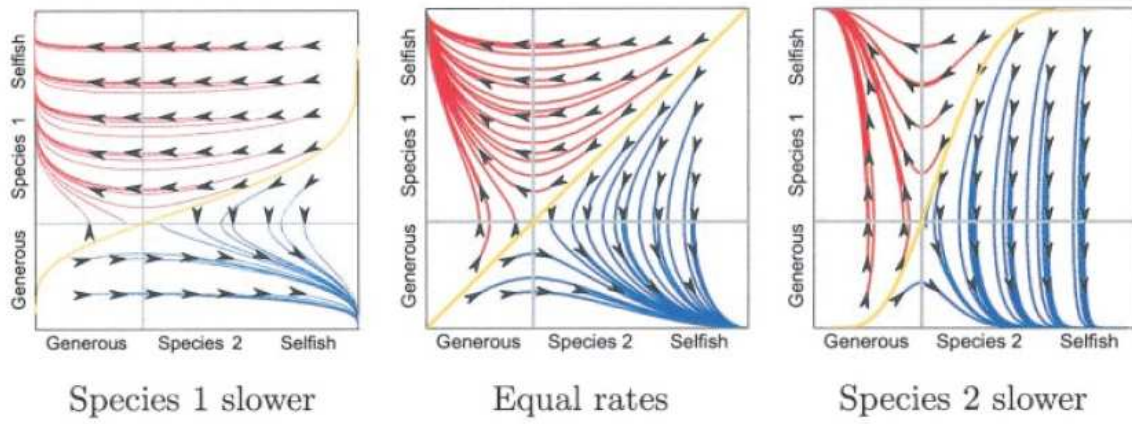 Selfish
Species 1
Generous
Generous Species 2 Selfish
Species 1 slower
Selfish
Species 1
Generous
Generous Species 2 Selfish
Equal rates
Selfish
Species 1
Generous
Generous Species 2 Selfish
Species 2 slower